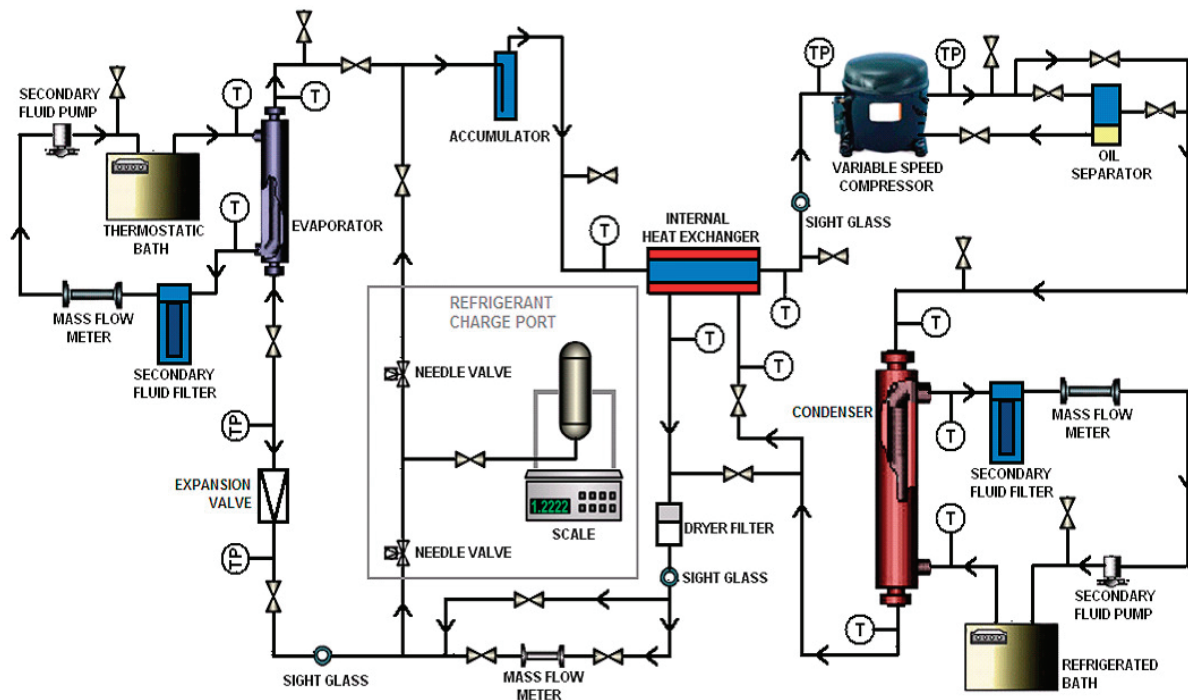 TP
TP
SECONDARY
FLUID PUMP
T
T
ACCUMULATOR
VARIABLE SPEED
COMPRESSOR
OIL
SEPARATOR
THERMOSTATIC
BATH
T
EVAPORATOR
T
INTERNAL
HEAT EXCHANGER
SIGHT GLASS
MASS FLOW
METER
SECONDARY
FLUID FILTER
REFRIGERANT
CHARGE PORT
T
T
T
T
NEEDLE VALVE
CONDENSER
T
MASS FLOW
METER
SECONDARY
FLUID FILTER
TP
EXPANSION
VALVE
1.2222
SCALE
DRYER FILTER
TP
NEEDLE VALVE
SIGHT GLASS
T
SECONDARY
FLUID PUMP
T
SIGHT GLASS
MASS FLOW
METER
REFRIGERATED
BATH